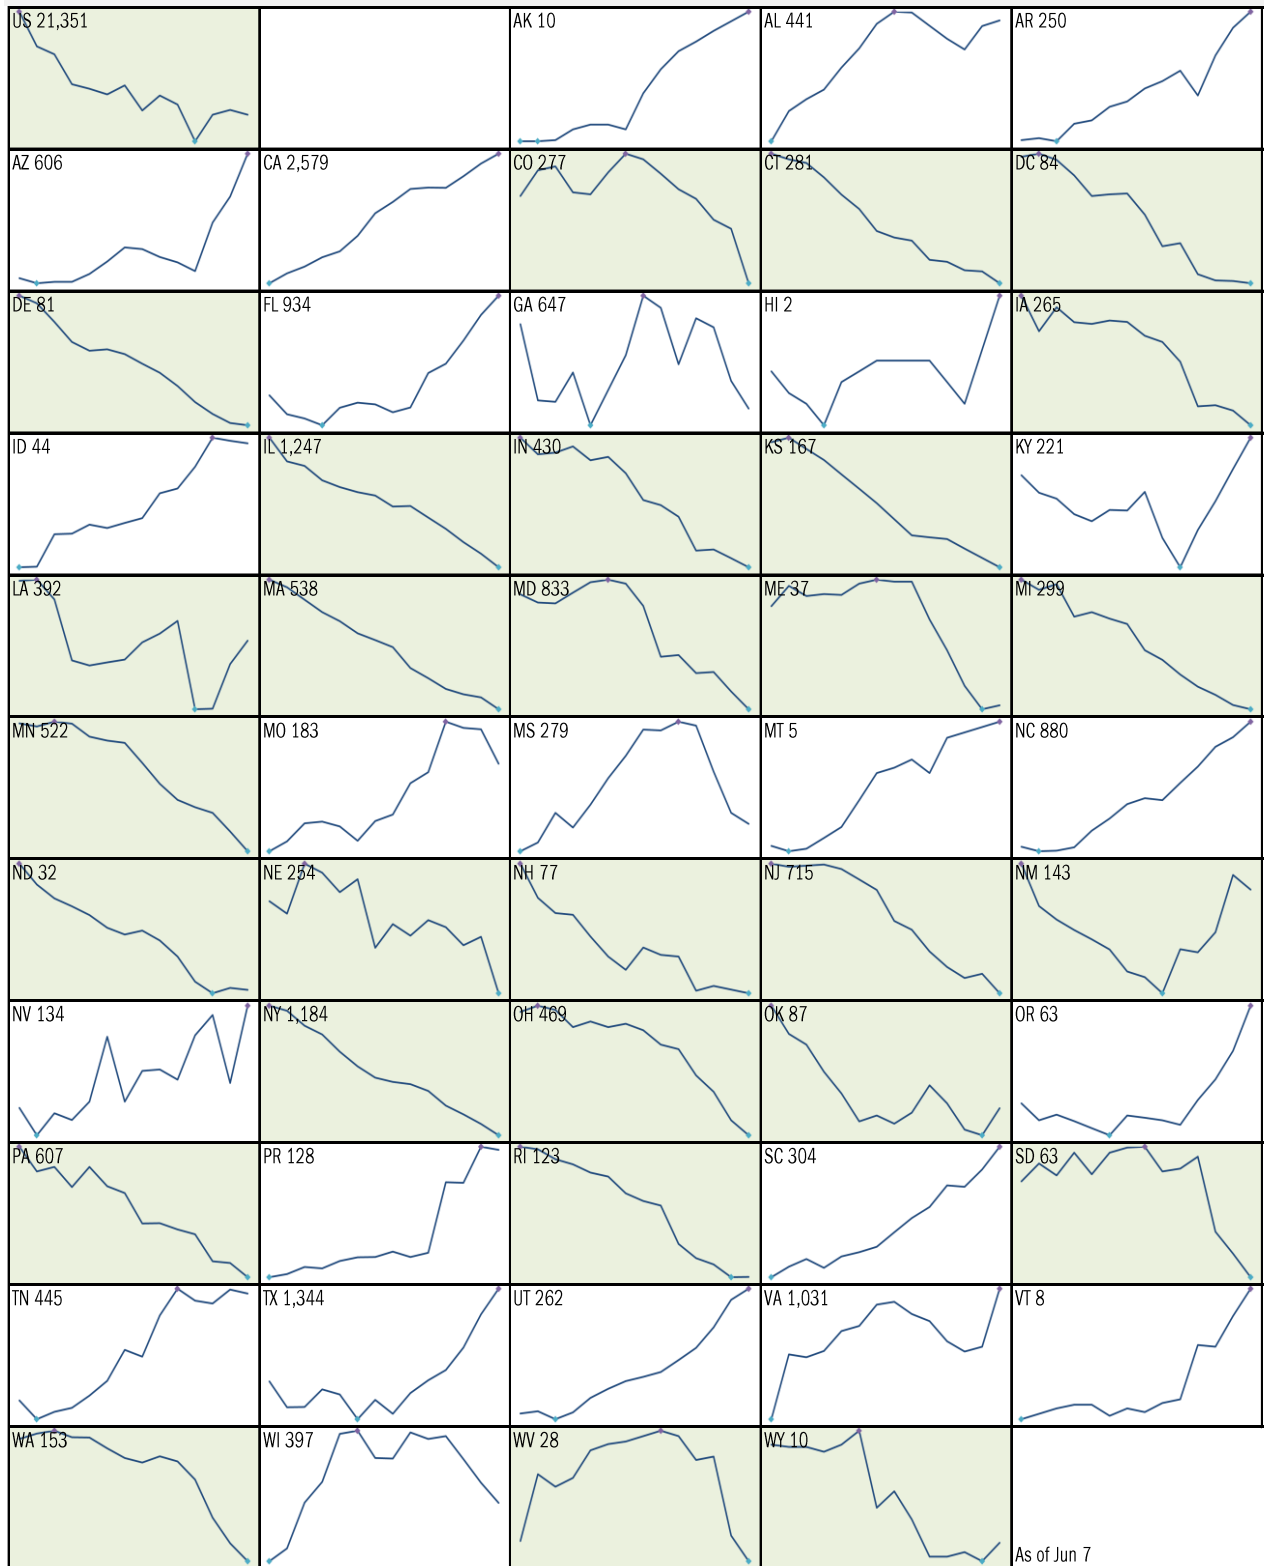 US 21,351
AK 10
AL 441
AR 250
AZ 606
CA 2,579
CO 277
CT 281
DC 84
DE 81
FL 934
GA 647
HI 2
IA 265
ID 44
IL 1,247
IN 430
KS 167
KY 221
LA 392
MA 538
MD 833
ME 37
MI 299
MN 522
MO 183
MS 279
MT 5
NC 880
ND 32
NE 254
NH 77
NJ 715
NM 143
NV 134
NY 1,184
OH 469
OK 87
OR 63
PA 607
PR 128
RI 123
SC 304
SD 63
TN 445
TX 1,344
UT 262
VA 1,031
VT 8
WA 153
WI 397
WV 28
WY 10
As of Jun 7